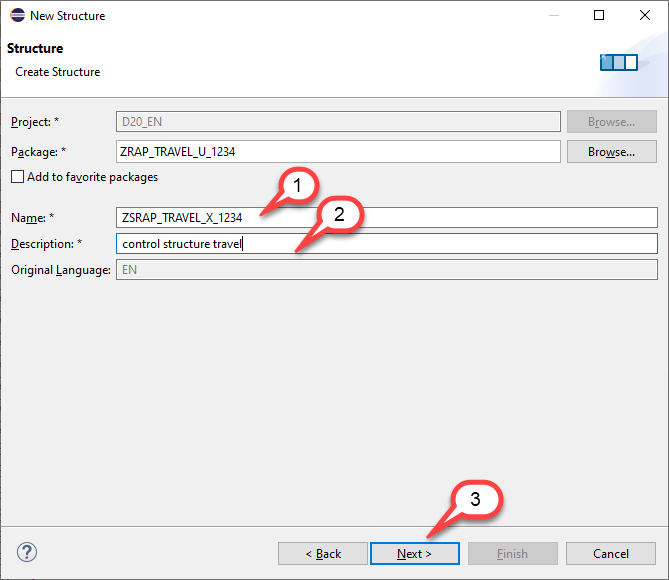 New Structure
Structure
Create Structure
Project: * D20_EN Browse...
Package: * ZRAP_TRAVEL_U_1234 Browse...
Add to favorite packages
1
Name: * ZSRAP_TRAVEL_X_1234
2
Description: * control structure travel
Original Language: EN
3
? < Back Next > Finish Cancel